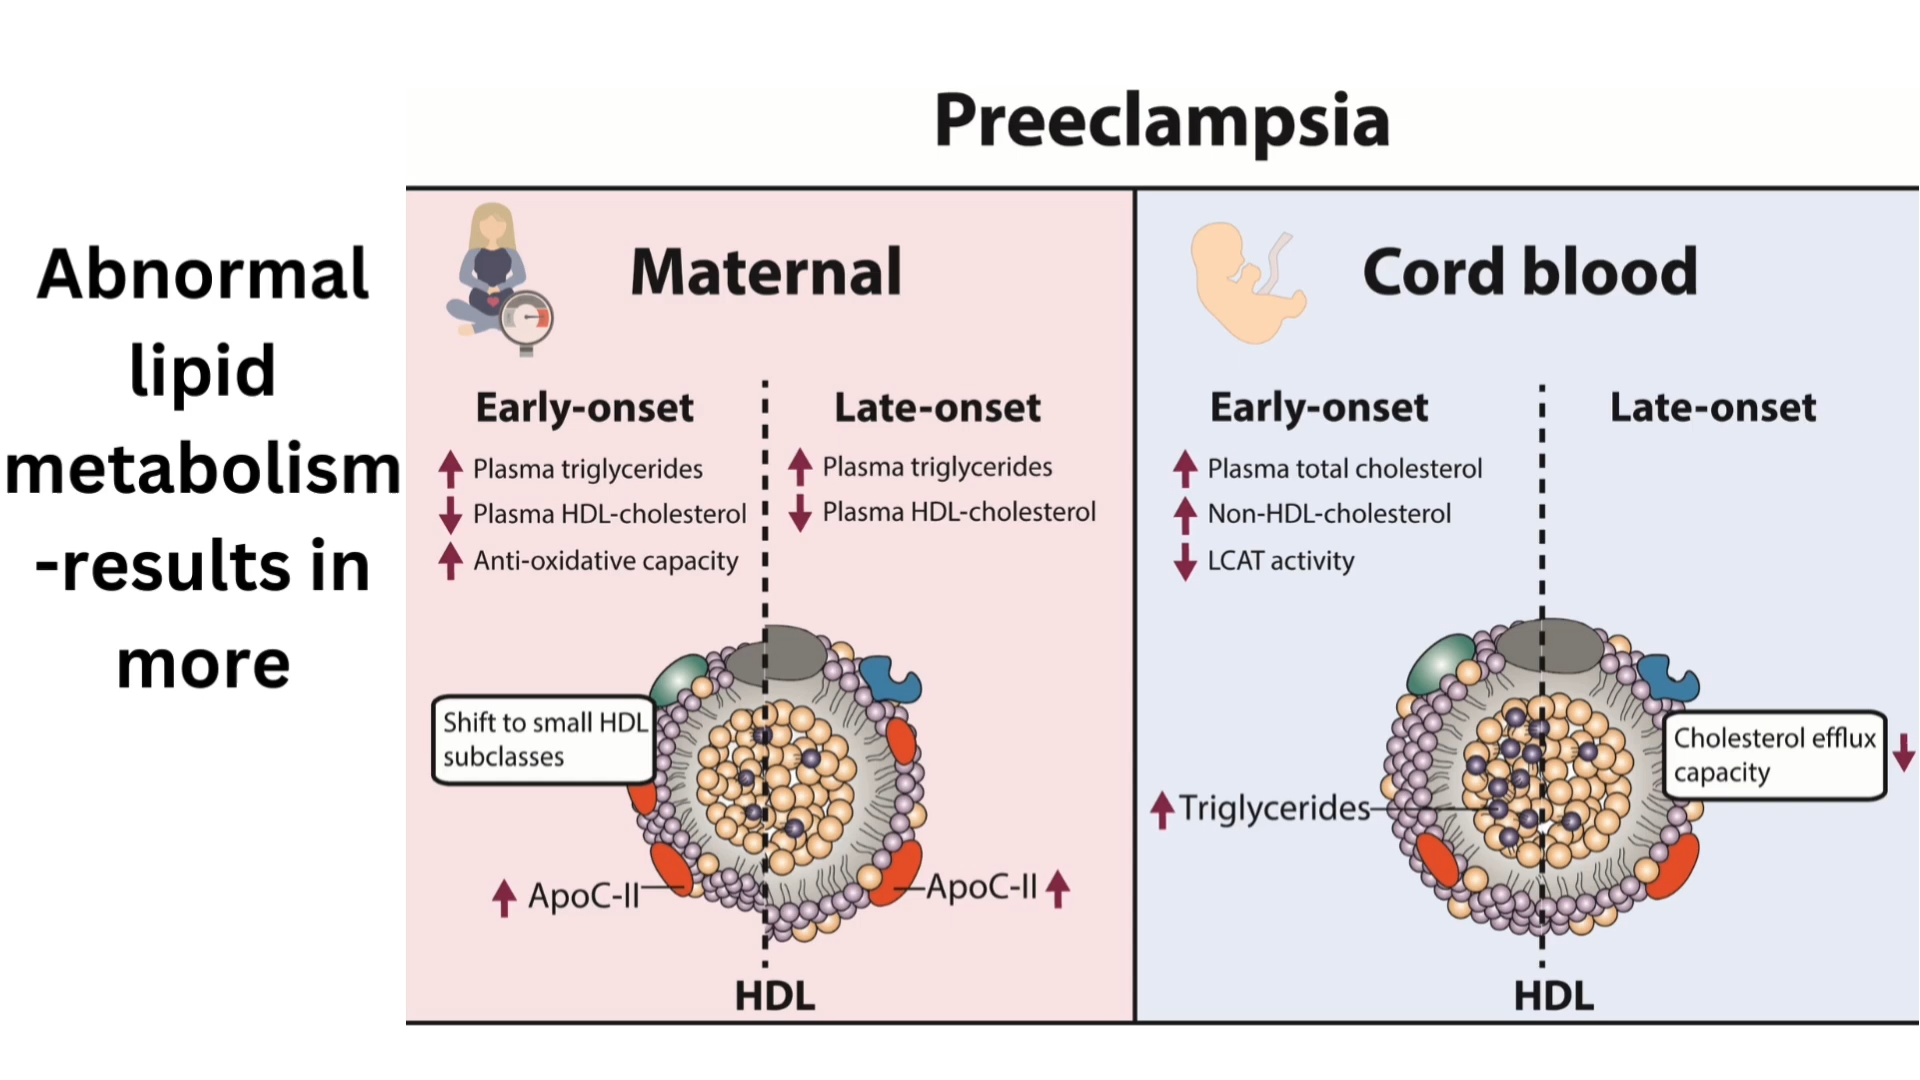 Preeclampsia
Abnormal
lipid
metabolism
-results in
more
Maternal
Early-onset
Plasma triglycerides
Plasma HDL-cholesterol
Anti-oxidative capacity
Late-onset
Plasma triglycerides
Plasma HDL-cholesterol
Shift to small HDL
subclasses
ApoC-II
ApoC-II
HDL
Cord blood
Early-onset
Plasma total cholesterol
Non-HDL-cholesterol
LCAT activity
Late-onset
Cholesterol efflux
capacity
Triglycerides
HDL